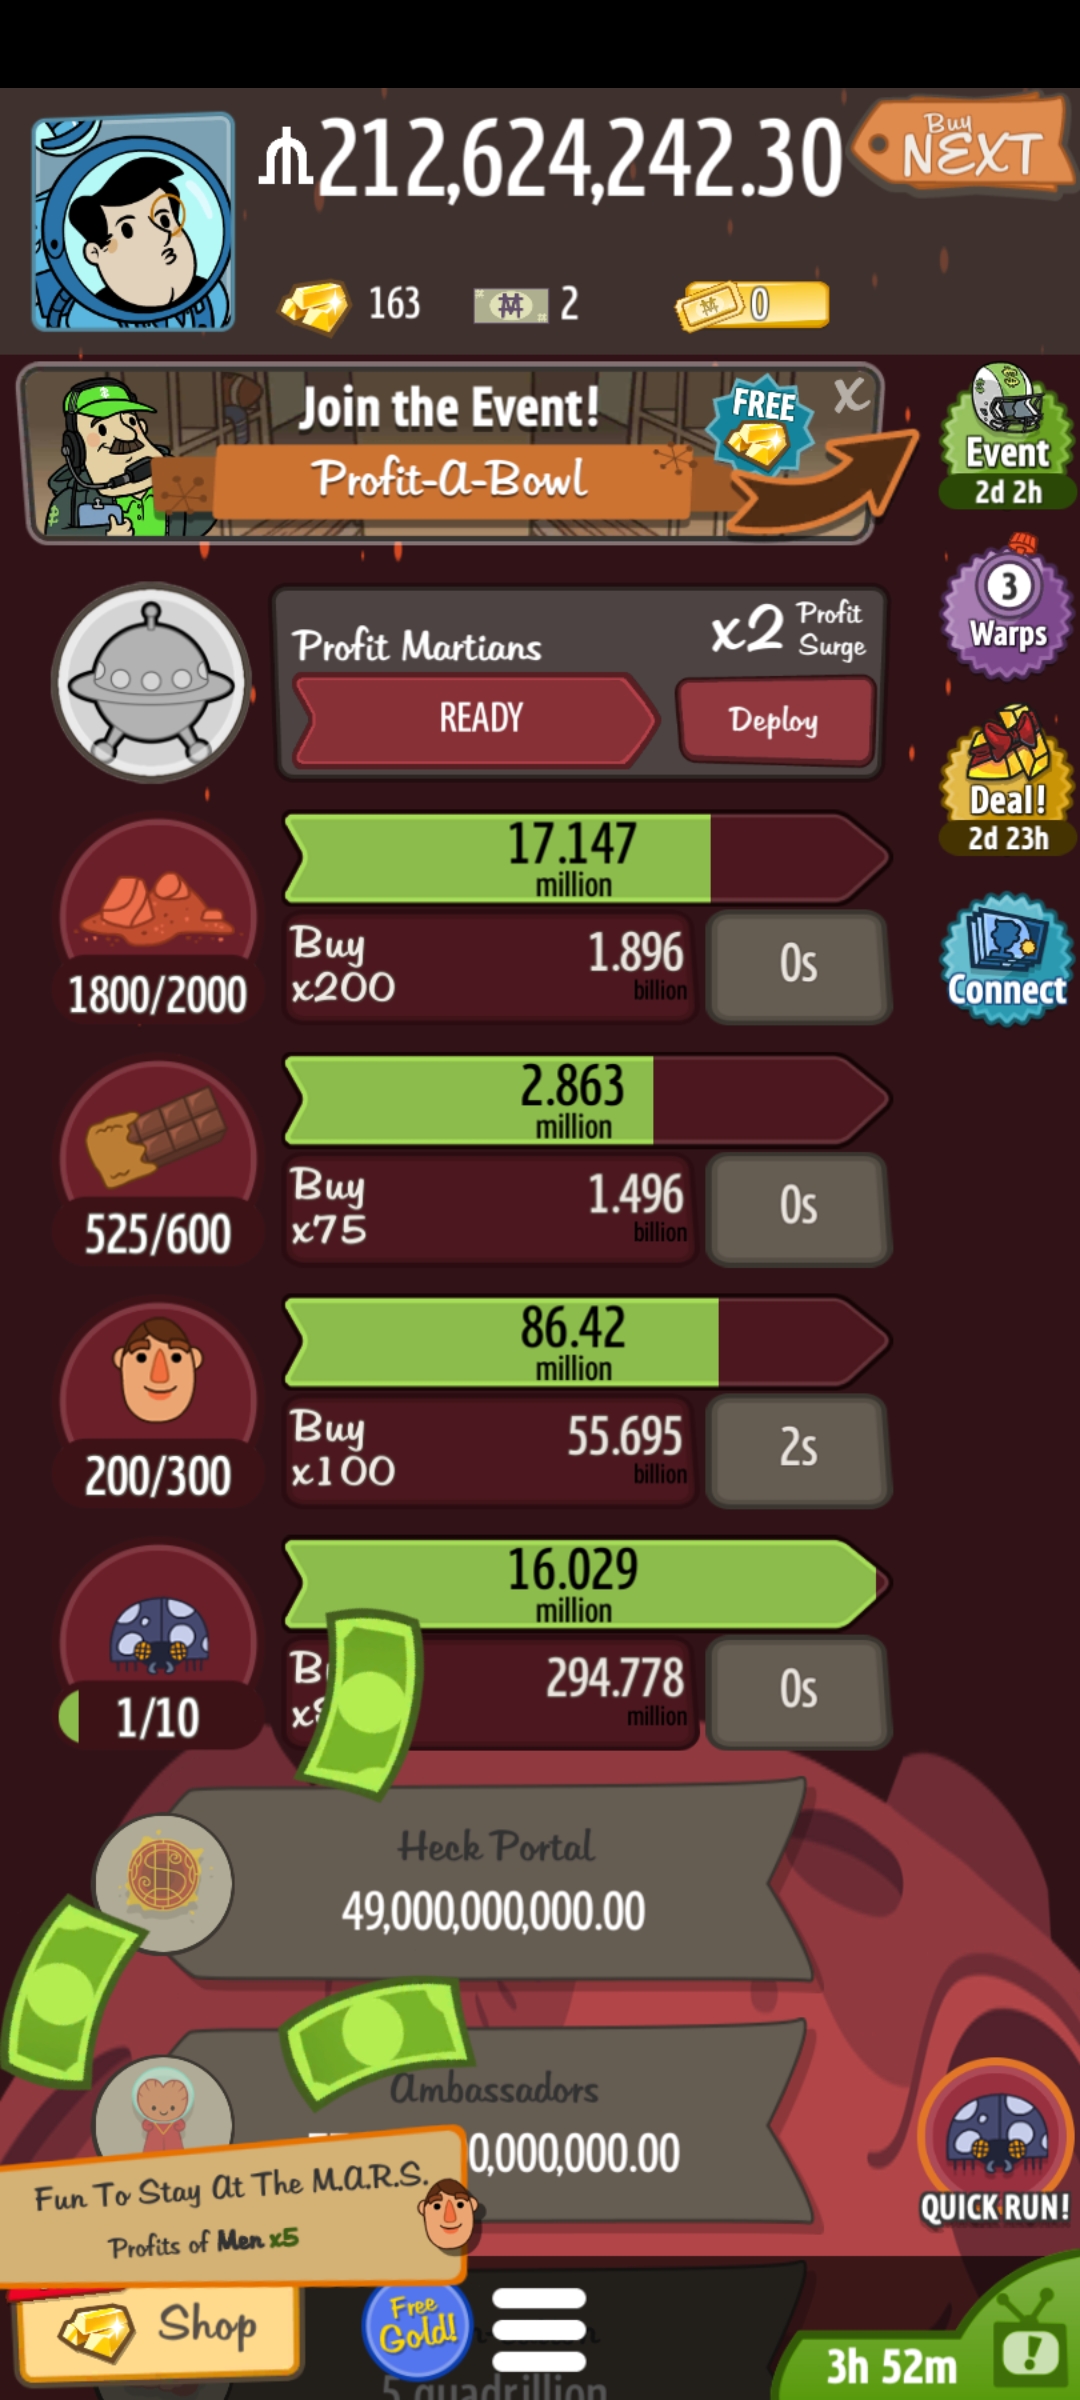 212,624,242.30
Buy
NEXT
163
2
0
Join the Event!
FREE
Profit-A-Bowl
Event
2d 2h
3
Warps
Profit Martians
x2 Profit
Surge
READY
Deploy
Deal!
2d 23h
17.147
million
Buy
x200
1.896
billion
0s
1800/2000
Connect
2.863
million
Buy
x75
1.496
billion
0s
525/600
86.42
million
Buy
x100
55.695
billion
2s
200/300
16.029
million
294.778
million
0s
1/10
Heck Portal
49,000,000,000.00
Ambassadors
0,000,000.00
Fun To Stay At The M.A.R.S.
Profits of Men x5
QUICK RUN!
Shop
Free
Gold!
3h 52m
5 quadrillion